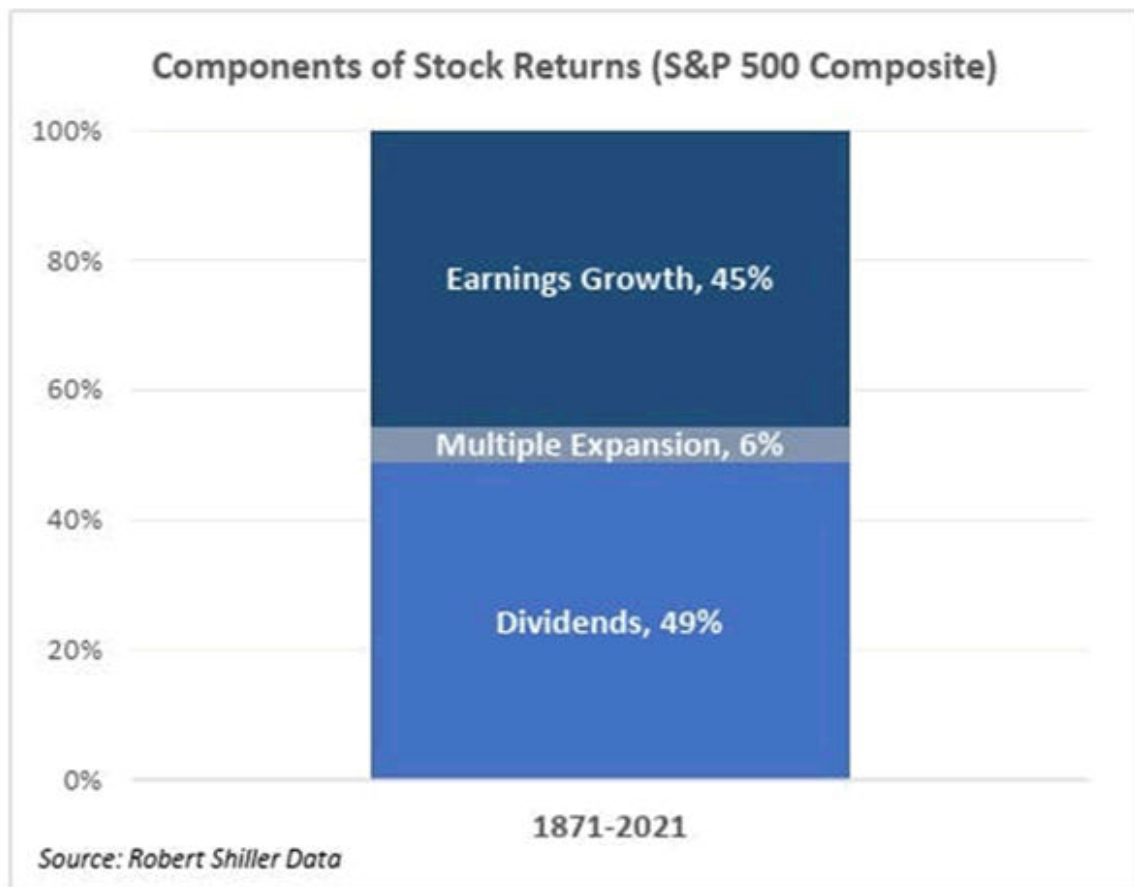 Components of Stock Returns (S&P 500 Composite)
100%
Earnings Growth, 45%
80%
60%
Multiple Expansion, 6%
40%
Dividends, 49%
20%
0%
1871-2021
Source: Robert Shiller Data